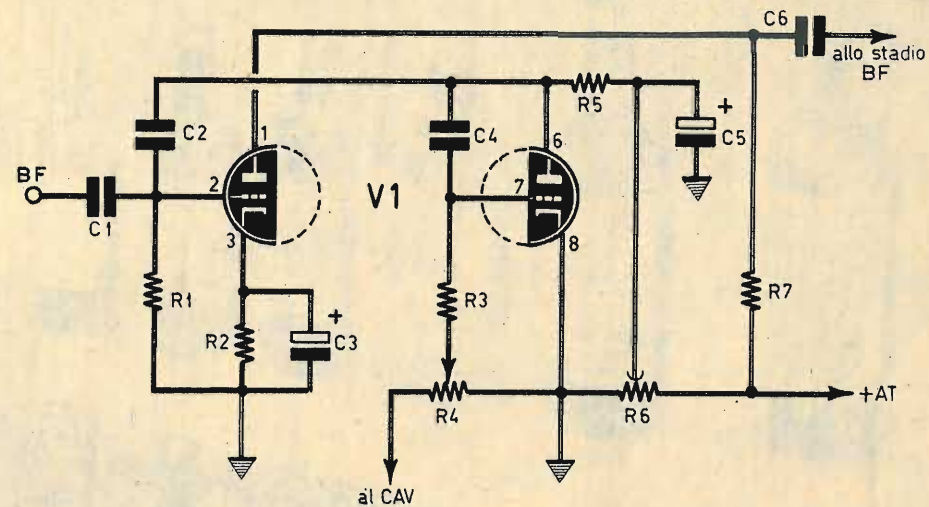 C6
allo stadio
BF
R5
+
C2
C4
C5
1
6
BF
2
V1
7
C1
3
8
R1
R3
R7
+
R2
C3
R4
R6
+AT
al CAV